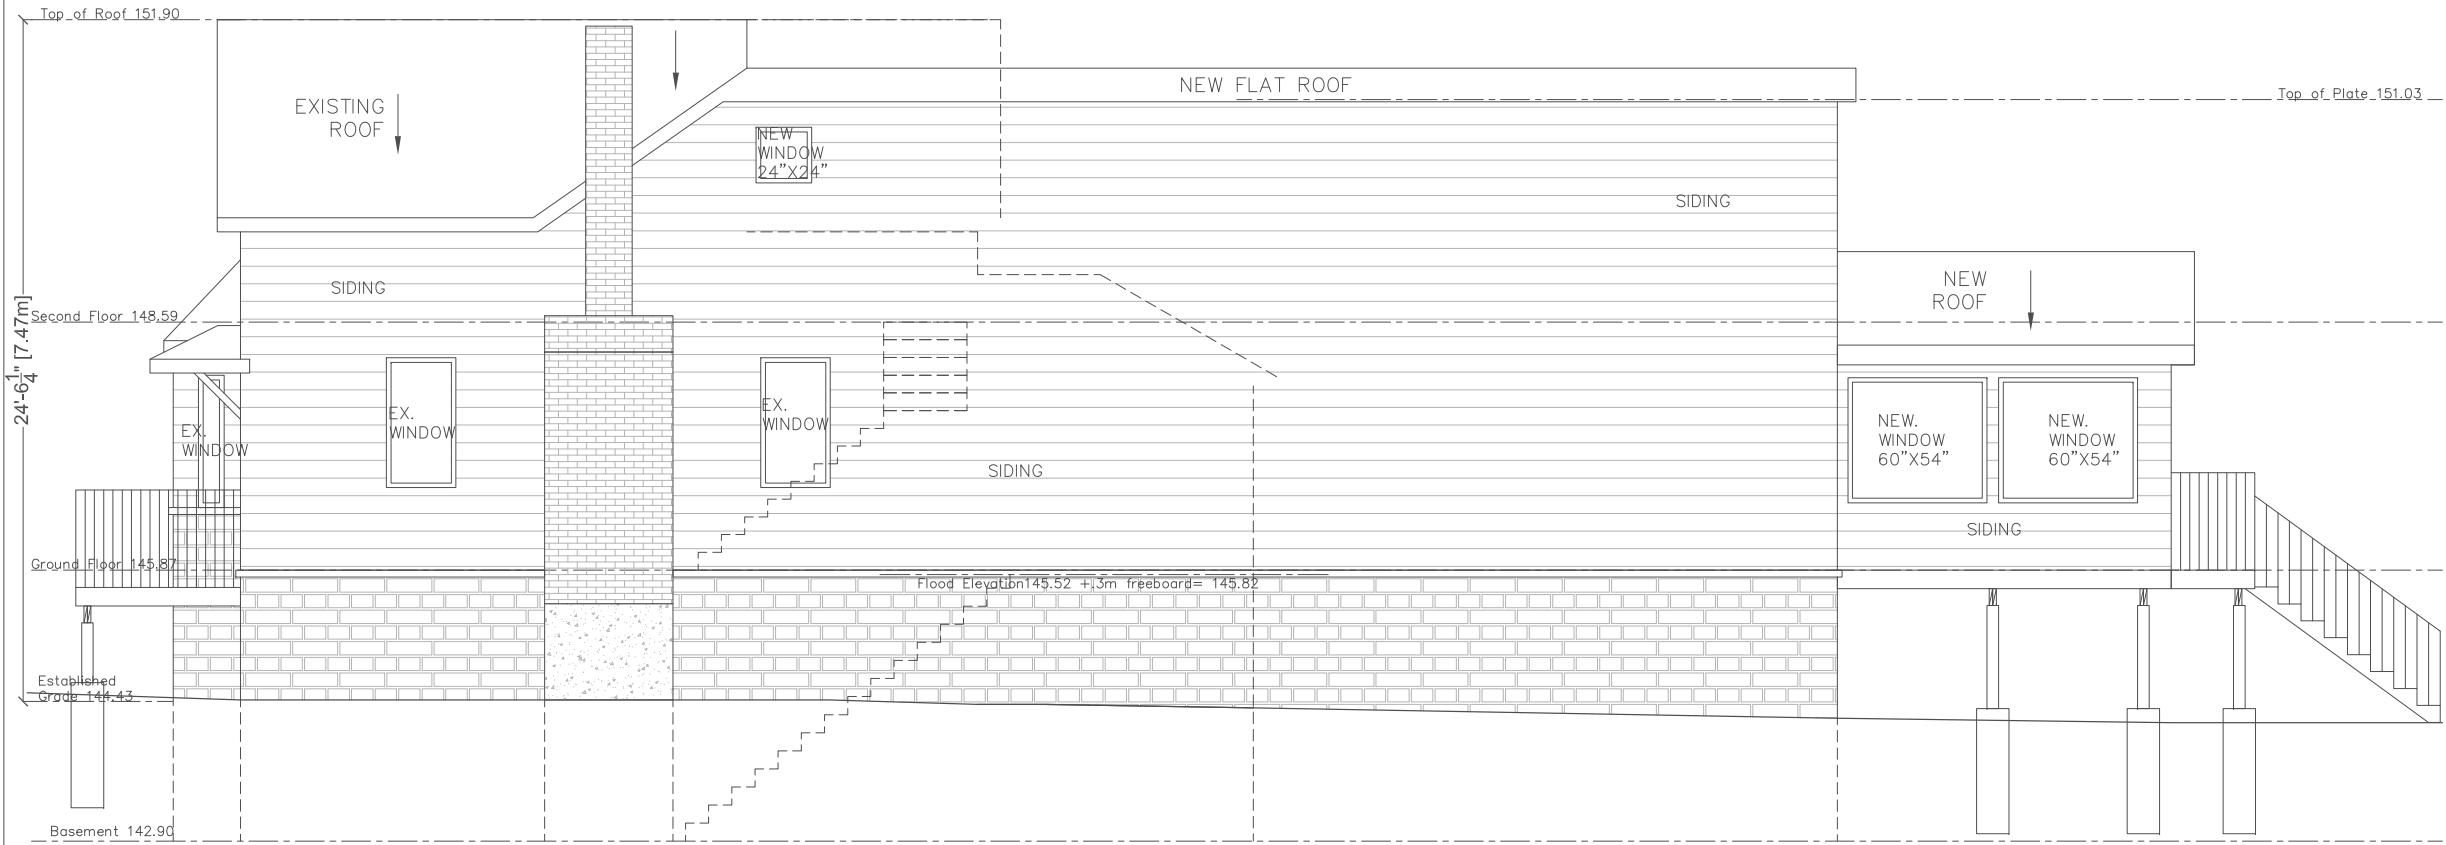 Top of Roof 151.90
NEW FLAT ROOF
Top of Plate 151.03
EXISTING
ROOF
NEW
WINDOW
24"X24"
SIDING
SIDING
NEW
ROOF
Second Floor 148.59
24'-6 1/4" [7.47m]
EX.
WINDOW
EX.
WINDOW
EX.
WINDOW
NEW.
WINDOW
60"X54"
NEW.
WINDOW
60"X54"
SIDING
SIDING
Ground Floor 145.87
Flood Elevation145.52 +.3m freeboard= 145.82
Established
Grade 144.43
Basement 142.90